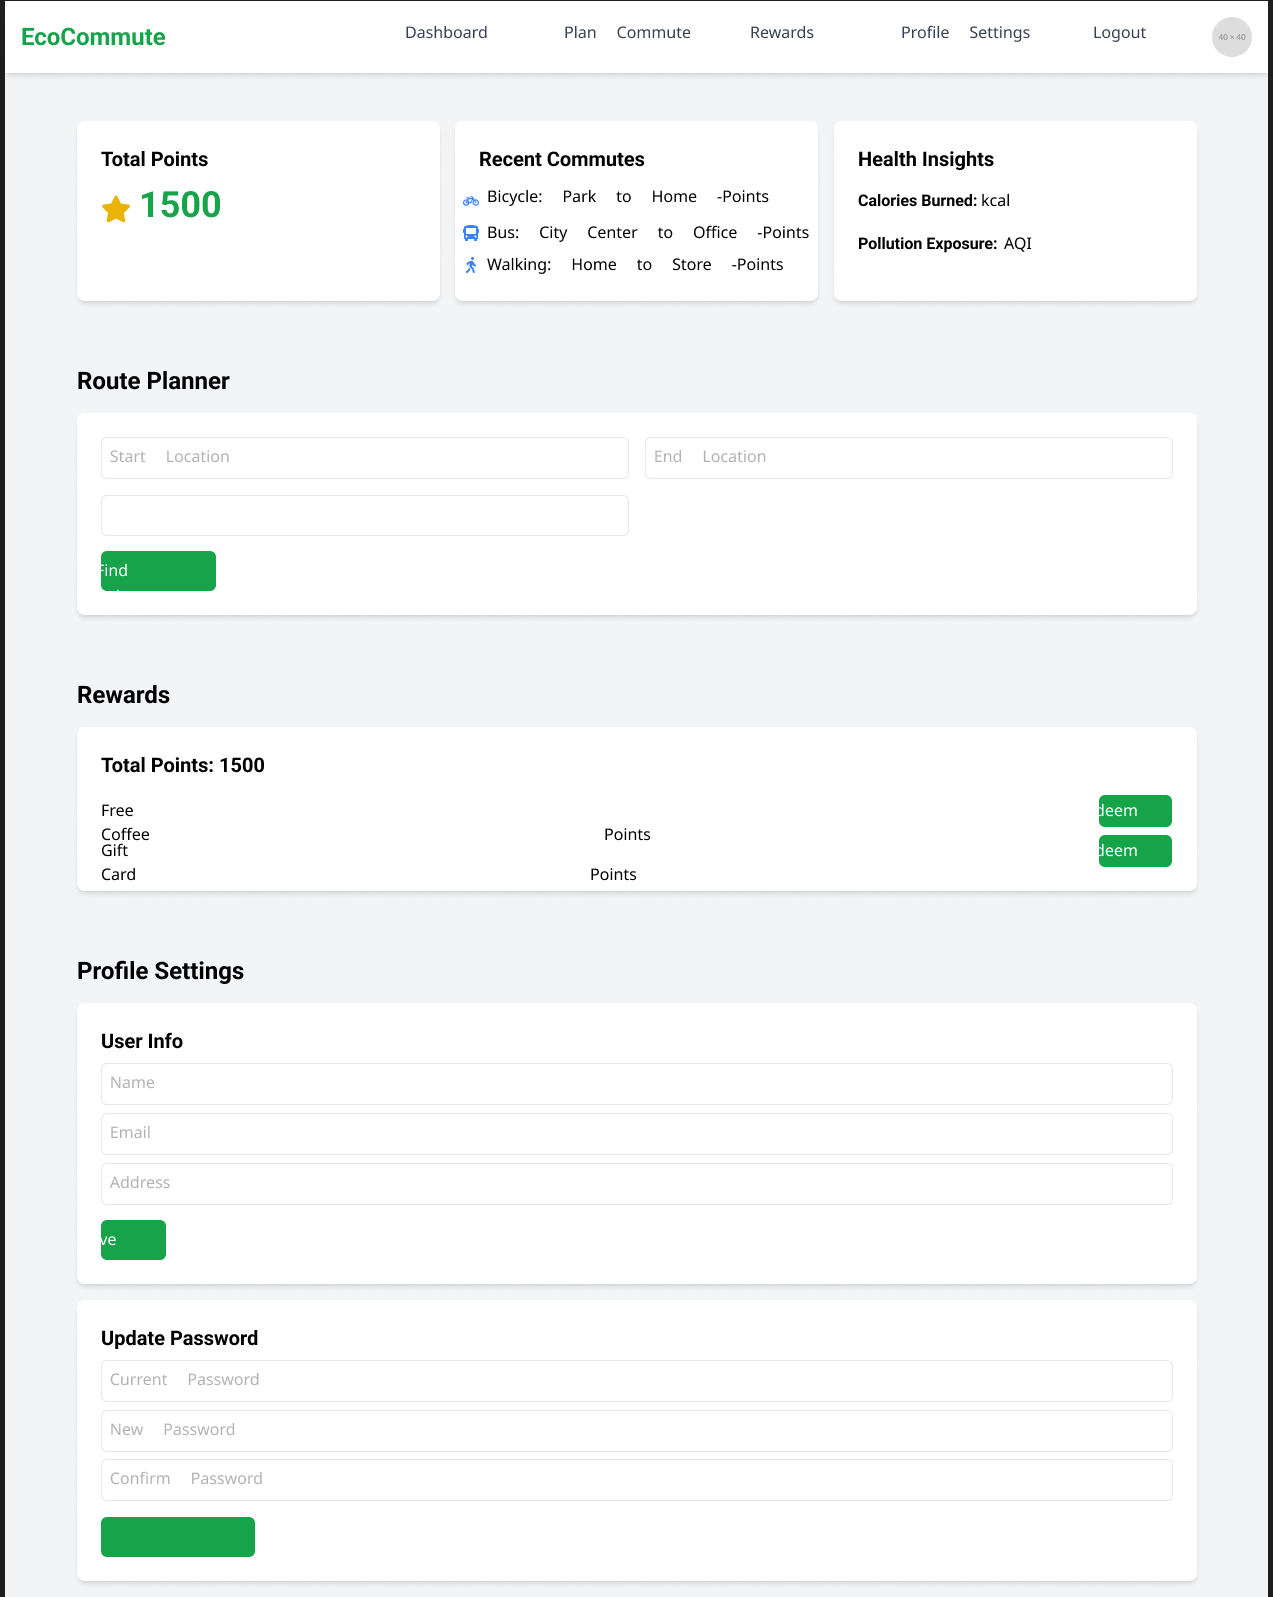 EcoCommute Dashboard Plan Commute Rewards Profile Settings Logout 40 × 40
Total Points
1500
Recent Commutes
Bicycle: Park to Home -Points
Bus: City Center to Office -Points
Walking: Home to Store -Points
Health Insights
Calories Burned: kcal
Pollution Exposure: AQI
Route Planner
Start Location
End Location
Find
Rewards
Total Points: 1500
Free
Coffee
Points
deem
Gift
Card
Points
deem
Profile Settings
User Info
Name
Email
Address
ve
Update Password
Current Password
New Password
Confirm Password